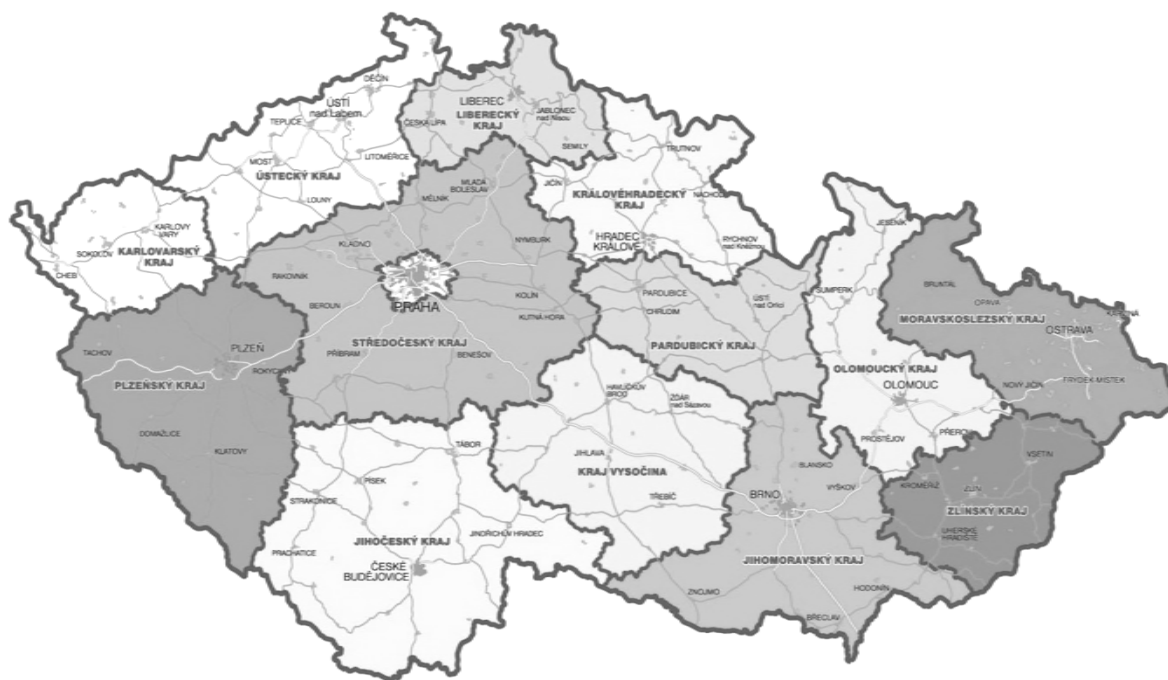 DĚČÍN
ÚSTÍ
nad Labem
TEPLICE
LIBEREC
LIBERECKÝ
KRAJ
JABLONEC
nad Nisou
ČESKÁ LÍPA
SEMILY
MOST
LITOMĚŘICE
ÚSTECKÝ KRAJ
LOUNY
TRUTNOV
JIČÍN
KRÁLOVÉHRADECKÝ
KRAJ
NÁCHOD
MLADÁ
BOLESLAV
MĚLNÍK
KARLOVY
VARY
SOKOLOV
KARLOVARSKÝ
KRAJ
CHEB
KLADNO
NYMBURK
HRADEC
KRÁLOVÉ
RYCHNOV
nad Kněžnou
JESENÍK
RAKOVNÍK
BEROUN
PRAHA
KOLÍN
KUTNÁ HORA
PARDUBICE
CHRUDIM
ÚSTÍ
nad Orlicí
ŠUMPERK
BRUNTÁL
OPAVA
MORAVSKOSLEZSKÝ KRAJ
KARVINÁ
OSTRAVA
PLZEŇ
TACHOV
ROKYCANY
PLZEŇSKÝ KRAJ
PŘÍBRAM
STŘEDOČESKÝ KRAJ
BENEŠOV
PARDUBICKÝ KRAJ
OLOMOUCKÝ KRAJ
OLOMOUC
NOVÝ JIČÍN
FRÝDEK-MÍSTEK
HAVLÍČKŮV
BROD
ŽĎÁR
nad Sázavou
DOMAŽLICE
KLATOVY
TÁBOR
PROSTĚJOV
PŘEROV
JIHLAVA
KRAJ VYSOČINA
BLANSKO
VSETÍN
PÍSEK
STRAKONICE
TŘEBÍČ
BRNO
VYŠKOV
KROMĚŘÍŽ
ZLÍN
ZLÍNSKÝ KRAJ
UHERSKÉ
HRADIŠTĚ
JINDŘICHŮV HRADEC
JIHOČESKÝ KRAJ
PRACHATICE
ČESKÉ
BUDĚJOVICE
JIHOMORAVSKÝ KRAJ
ZNOJMO
HODONÍN
BŘECLAV